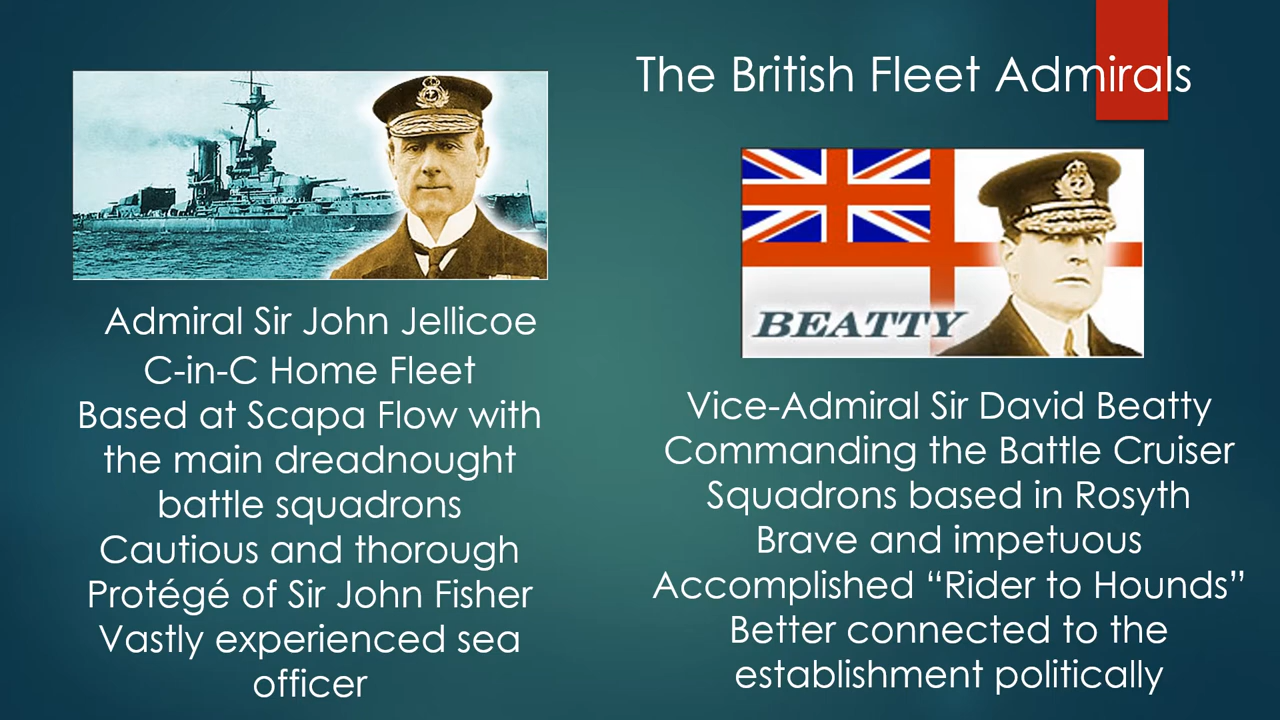 The British Fleet Admirals
Admiral Sir John Jellicoe
C-in-C Home Fleet
Based at Scapa Flow with
the main dreadnought
battle squadrons
Cautious and thorough
Protégé of Sir John Fisher
Vastly experienced sea
officer
BEATTY
Vice-Admiral Sir David Beatty
Commanding the Battle Cruiser
Squadrons based in Rosyth
Brave and impetuous
Accomplished “Rider to Hounds”
Better connected to the
establishment politically